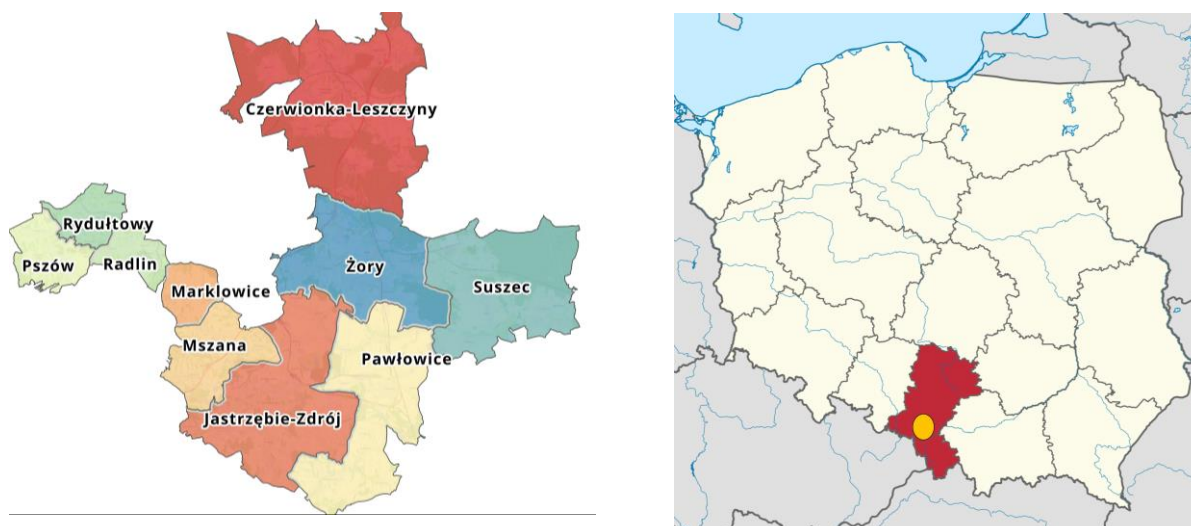 Czerwionka-Leszczyny
Rydułtowy
Pszów
Radlin
Żory
Marklowice
Suszec
Mszana
Pawłowice
Jastrzębie-Zdrój